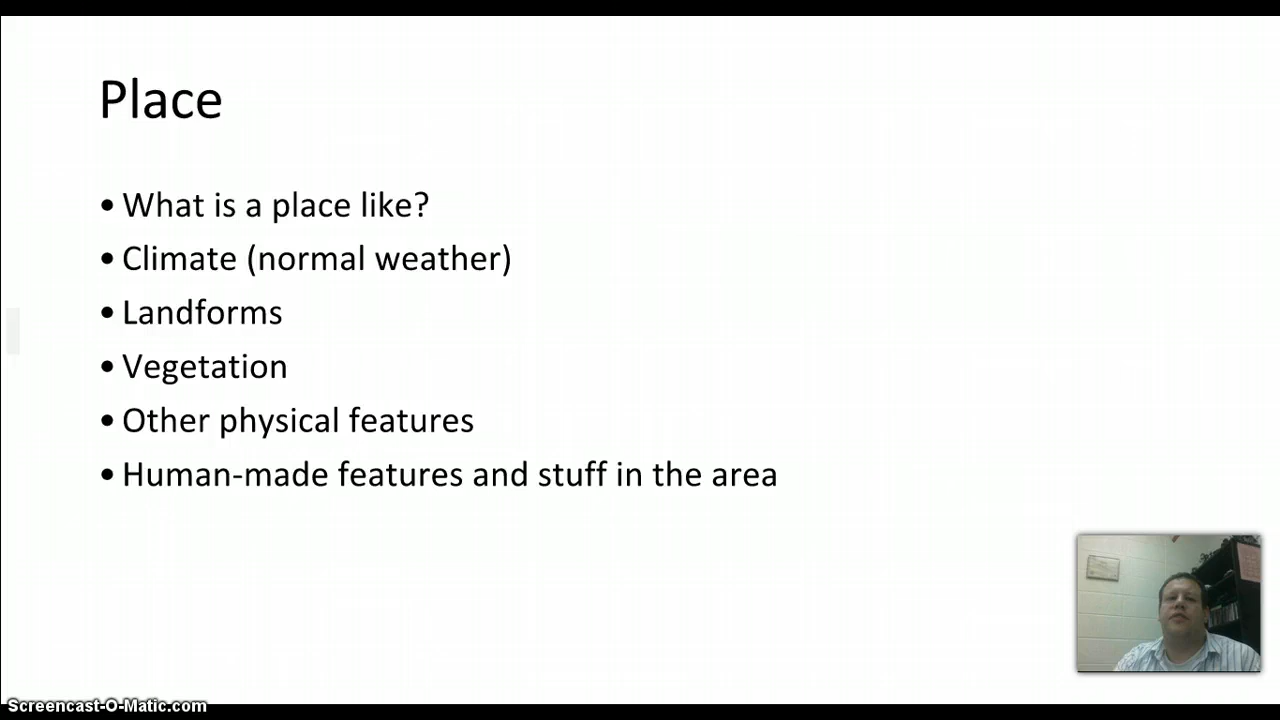 Place
• What is a place like?
• Climate (normal weather)
• Landforms
• Vegetation
• Other physical features
• Human-made features and stuff in the area
Screencast-O-Matic.com